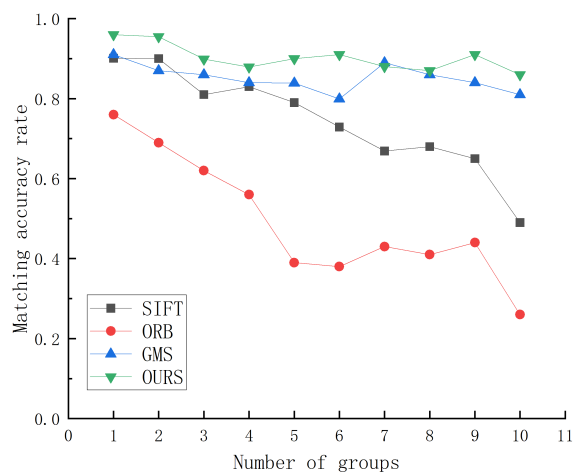 1.0
0.8
0.6
0.4
0.2
0.0
Matching accuracy rate
SIFT
ORB
GMS
OURS
0 1 2 3 4 5 6 7 8 9 10 11
Number of groups